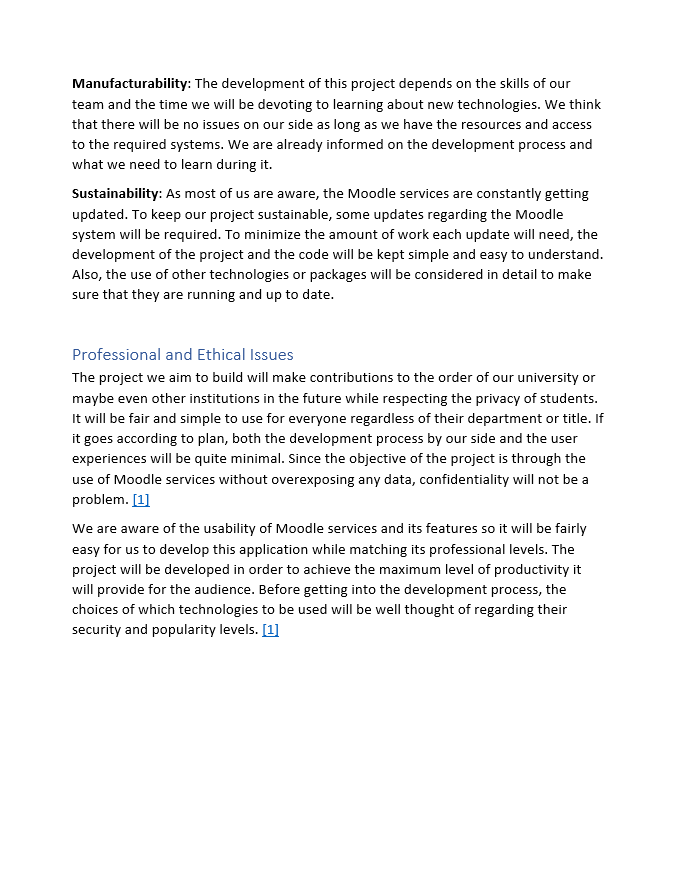 Manufacturability: The development of this project depends on the skills of our
team and the time we will be devoting to learning about new technologies. We think
that there will be no issues on our side as long as we have the resources and access
to the required systems. We are already informed on the development process and
what we need to learn during it.
Sustainability: As most of us are aware, the Moodle services are constantly getting
updated. To keep our project sustainable, some updates regarding the Moodle
system will be required. To minimize the amount of work each update will need, the
development of the project and the code will be kept simple and easy to understand.
Also, the use of other technologies or packages will be considered in detail to make
sure that they are running and up to date.
Professional and Ethical Issues
The project we aim to build will make contributions to the order of our university or
maybe even other institutions in the future while respecting the privacy of students.
It will be fair and simple to use for everyone regardless of their department or title. If
it goes according to plan, both the development process by our side and the user
experiences will be quite minimal. Since the objective of the project is through the
use of Moodle services without overexposing any data, confidentiality will not be a
problem. [1]
We are aware of the usability of Moodle services and its features so it will be fairly
easy for us to develop this application while matching its professional levels. The
project will be developed in order to achieve the maximum level of productivity it
will provide for the audience. Before getting into the development process, the
choices of which technologies to be used will be well thought of regarding their
security and popularity levels. [1]